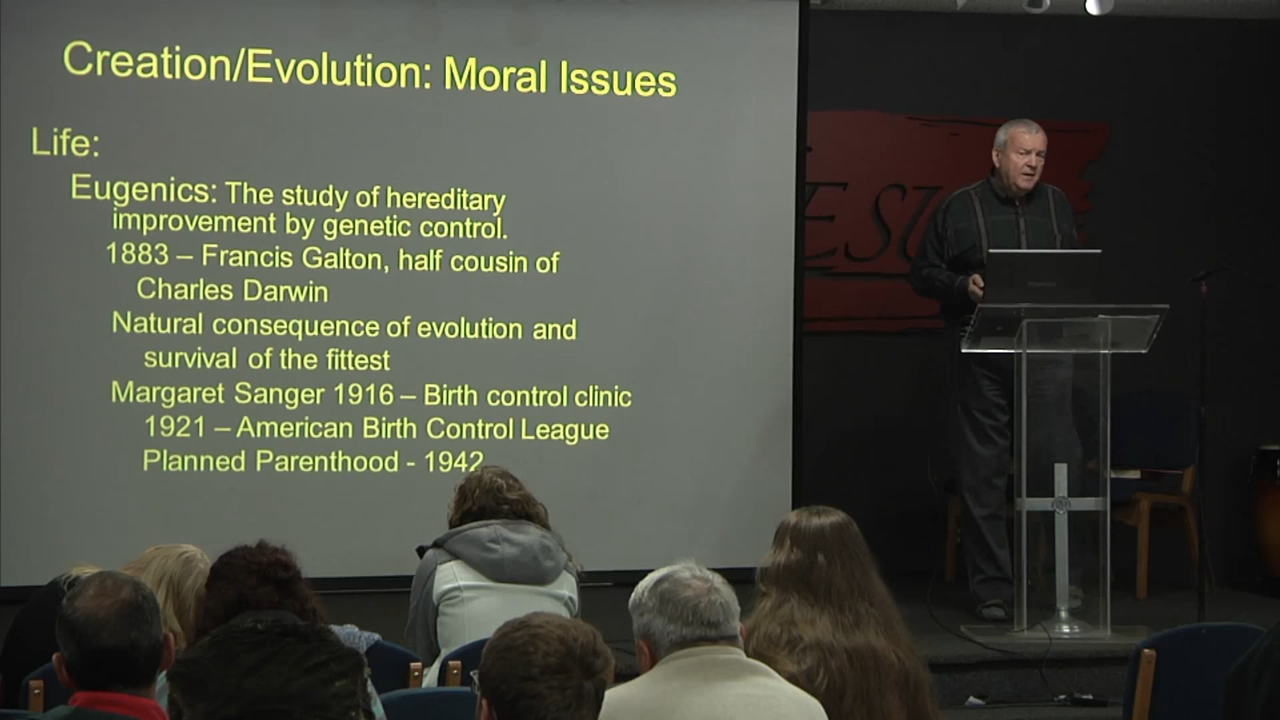 Creation/Evolution: Moral Issues
Life:
Eugenics: The study of hereditary
improvement by genetic control.
1883 – Francis Galton, half cousin of
Charles Darwin
Natural consequence of evolution and
survival of the fittest
Margaret Sanger 1916 – Birth control clinic
1921 – American Birth Control League
Planned Parenthood - 1942
ESU